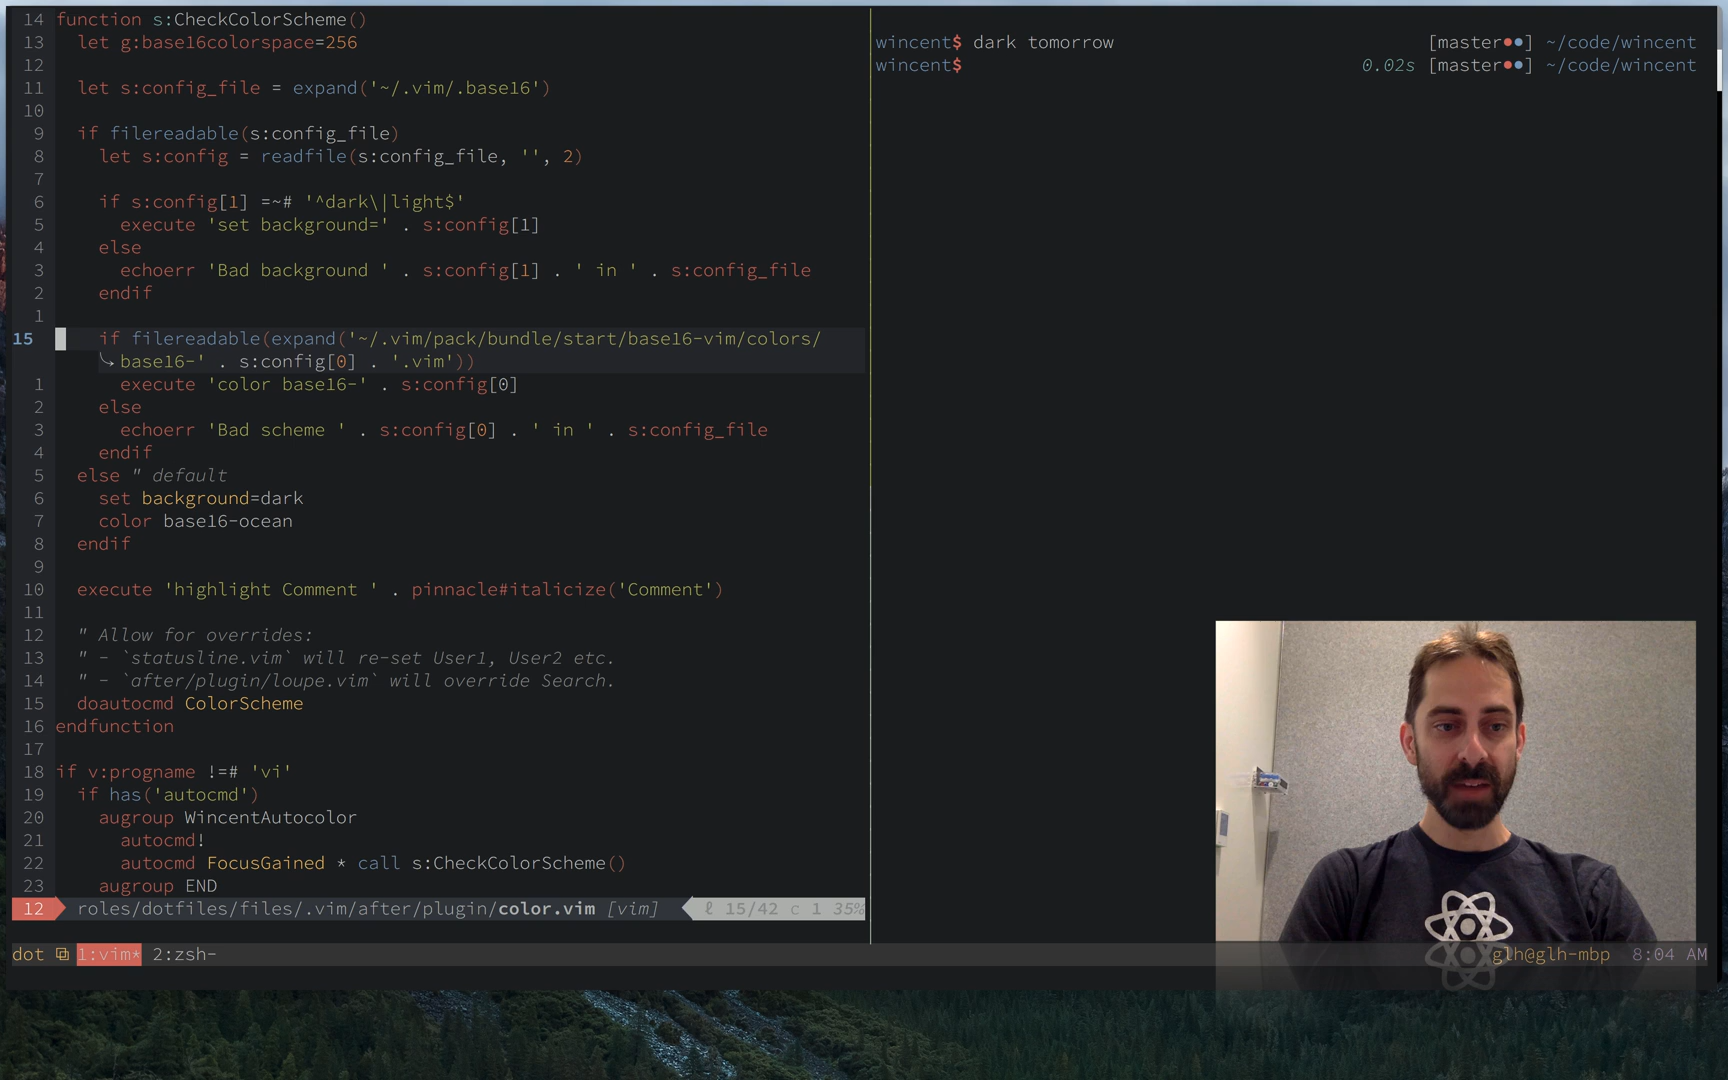 14 function s:CheckColorScheme()
13 let g:base16colorspace=256
12
11 let s:config_file = expand('~/.vim/.base16')
10
9 if filereadable(s:config_file)
8 let s:config = readfile(s:config_file, '', 2)
7
6 if s:config[1] =~# '^dark\|light$'
5 execute 'set background=' . s:config[1]
4 else
3 echoerr 'Bad background ' . s:config[1] . ' in ' . s:config_file
2 endif
1
15 if filereadable(expand('~/.vim/pack/bundle/start/base16-vim/colors/
↪ base16-' . s:config[0] . '.vim'))
1 execute 'color base16-' . s:config[0]
2 else
3 echoerr 'Bad scheme ' . s:config[0] . ' in ' . s:config_file
4 endif
5 else " default
6 set background=dark
7 color base16-ocean
8 endif
9
10 execute 'highlight Comment ' . pinnacle#italicize('Comment')
11
12 " Allow for overrides:
13 " - `statusline.vim` will re-set User1, User2 etc.
14 " - `after/plugin/loupe.vim` will override Search.
15 doautocmd ColorScheme
16 endfunction
17
18 if v:progname !=# 'vi'
19 if has('autocmd')
20 augroup WincentAutocolor
21 autocmd!
22 autocmd FocusGained * call s:CheckColorScheme()
23 augroup END
12 roles/dotfiles/files/.vim/after/plugin/color.vim [vim] ℓ 15/42 c 1 35%
wincent$ dark tomorrow [master●●] ~/code/wincent
wincent$ 0.02s [master●●] ~/code/wincent
dot 1:vim* 2:zsh- glh@glh-mbp 8:04 AM